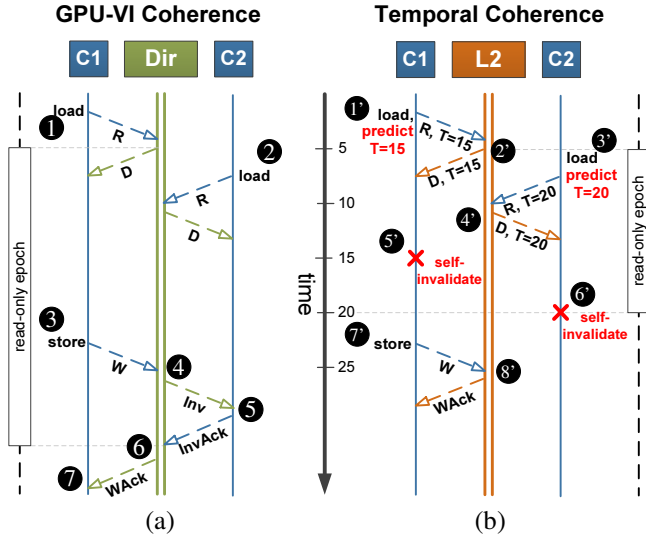 GPU-VI Coherence
C1
Dir
C2
load
1
R
D
2
load
R
D
read-only epoch
3
store
W
4
Inv
5
InvAck
6
WAck
7
(a)
Temporal Coherence
C1
L2
C2
time
5
10
15
20
25
1'
load,
predict
T=15
R, T=15
2'
D, T=15
3'
load
predict
T=20
R, T=20
4'
D, T=20
5'
self-
invalidate
6'
self-
invalidate
read-only epoch
7'
store
W
8'
WAck
(b)